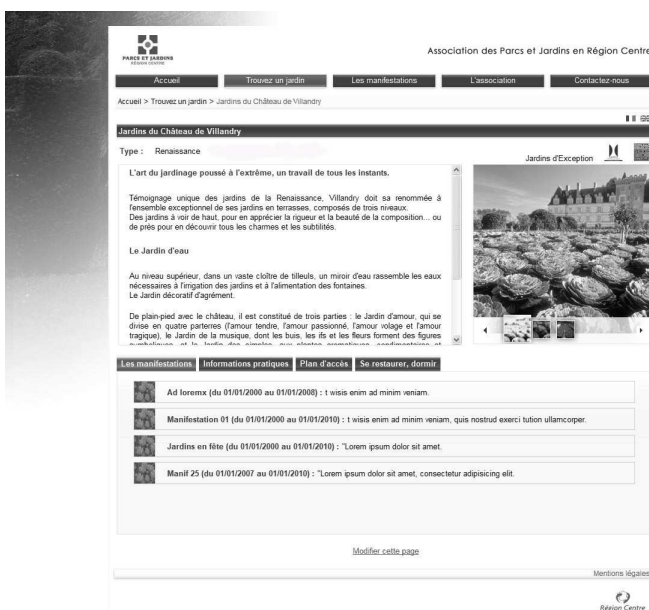 PARCS ET JARDINS
RÉGION CENTRE
Association des Parcs et Jardins en Région Centre
Accueil
Trouvez un jardin
Les manifestations
L'association
Contactez-nous
Accueil > Trouvez un jardin > Jardins du Château de Villandry
Jardins du Château de Villandry
Type : Renaissance
Jardins d'Exception
L'art du jardinage poussé à l'extrême, un travail de tous les instants.
Témoignage unique des jardins de la Renaissance, Villandry doit sa renommée à
l'ensemble exceptionnel de ses jardins en terrasses, composés de trois niveaux.
Des jardins à voir de haut, pour en apprécier la rigueur et la beauté de la composition... ou
de près pour en découvrir tous les charmes et les subtilités.
Le Jardin d'eau
Au niveau supérieur, dans un vaste cloître de tilleuls, un miroir d'eau rassemble les eaux
nécessaires à l'irrigation des jardins et à l'alimentation des fontaines.
Le Jardin décoratif d'agrément.
De plain-pied avec le château, il est constitué de trois parties : le Jardin d'amour, qui se
divise en quatre parterres (l'amour tendre, l'amour passionné, l'amour volage et l'amour
tragique), le Jardin de la musique, dont les buis, les ifs et les fleurs forment des figures
symboliques, et le Jardin des simples, aux plantes aromatiques, condimentaires et
Les manifestations
Informations pratiques
Plan d'accès
Se restaurer, dormir
Ad loremx (du 01/01/2000 au 01/01/2008) : t wisis enim ad minim veniam.
Manifestation 01 (du 01/01/2000 au 01/01/2010) : t wisis enim ad minim veniam, quis nostrud exerci tution ullamcorper.
Jardins en fête (du 01/01/2000 au 01/01/2010) : "Lorem ipsum dolor sit amet.
Manif 25 (du 01/01/2007 au 01/01/2010) : "Lorem ipsum dolor sit amet, consectetur adipisicing elit.
Modifier cette page
Mentions légales
Région Centre